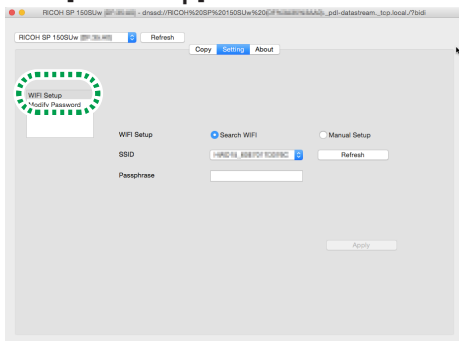 RICOH SP 150SUw - dnssd://RICOH%20SP%20150SUw%20( ._pdl-datastream._tcp.local./?bidi
RICOH SP 150SUw Refresh
Copy Setting About
WIFI Setup
Modify Password
WIFI Setup Search WIFI Manual Setup
SSID Refresh
Passphrase
Apply